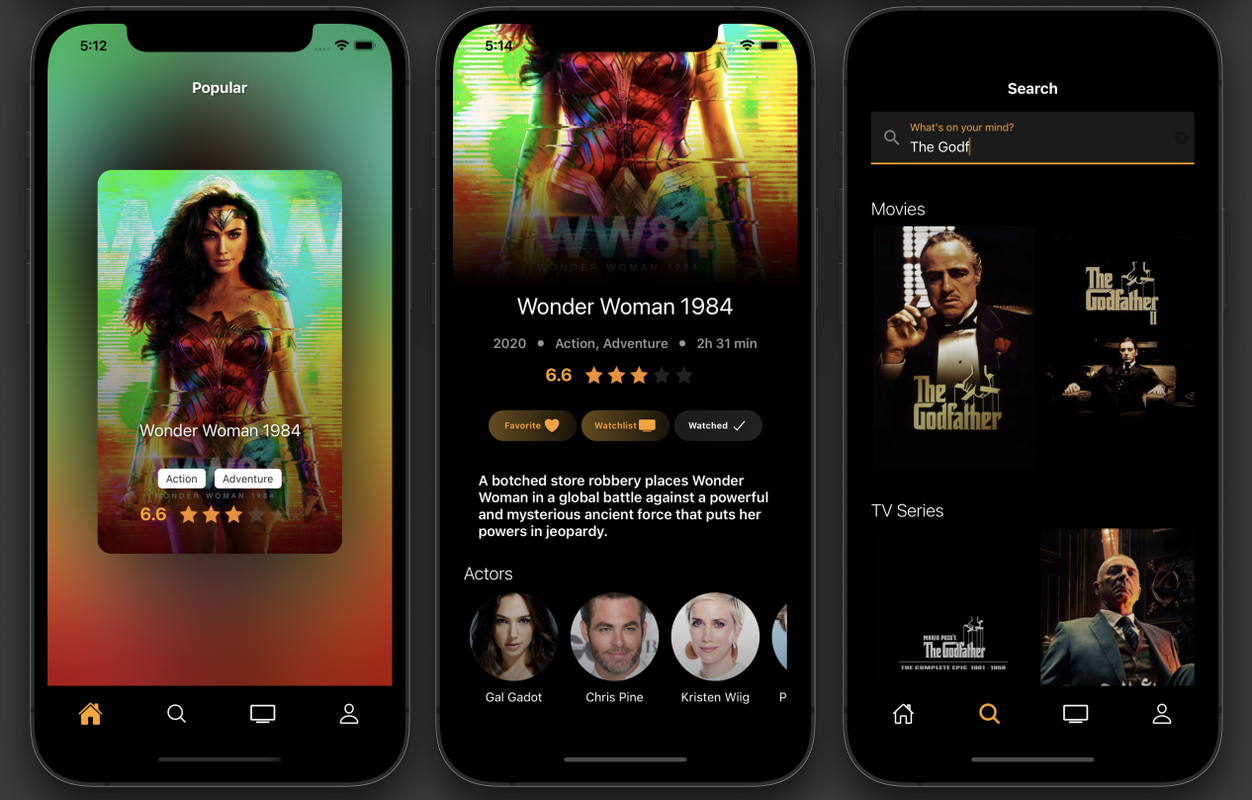 5:12
Popular
WW
Wonder Woman 1984
Action
Adventure
WONDER WOMAN 1984
6.6
5:14
WW84
WONDER WOMAN 1984
Wonder Woman 1984
2020 ● Action, Adventure ● 2h 31 min
6.6
Favorite
Watchlist
Watched
A botched store robbery places Wonder
Woman in a global battle against a powerful
and mysterious ancient force that puts her
powers in jeopardy.
Actors
Gal Gadot
Chris Pine
Kristen Wiig
P
Search
What's on your mind?
The Godf
Movies
The
Godfather
The
Godfather
II
TV Series
MARIO PUZO'S
The Godfather
THE COMPLETE EPIC 1901 · 1959